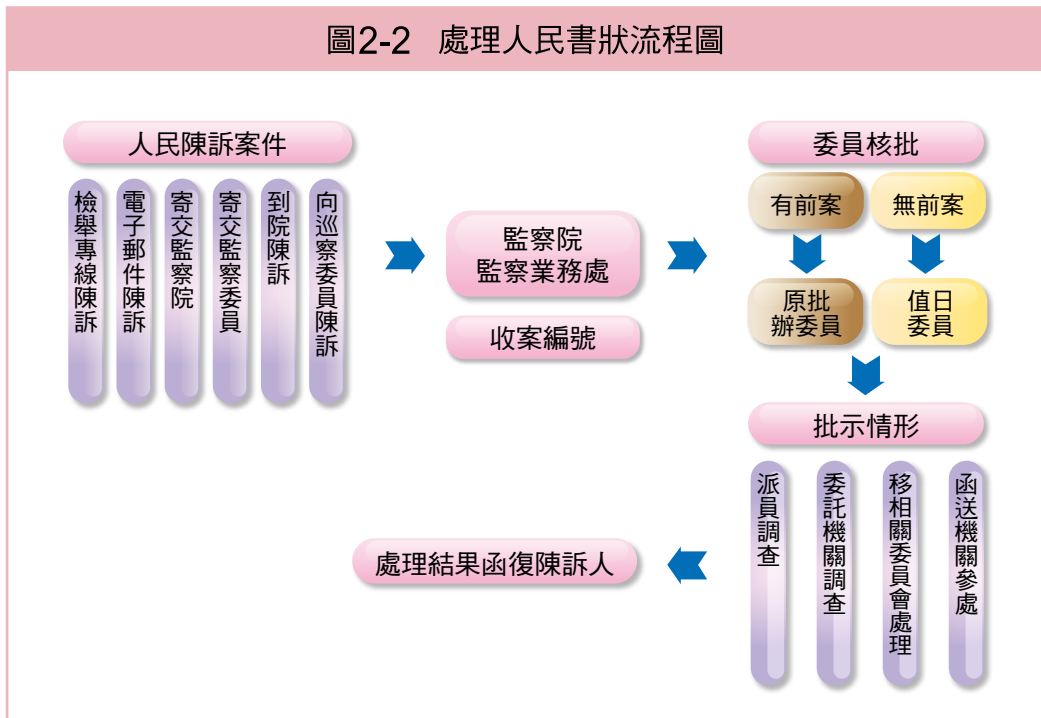 圖2-2 處理人民書狀流程圖
人民陳訴案件
檢舉專線陳訴
電子郵件陳訴
寄交監察院
寄交監察委員
到院陳訴
向巡察委員陳訴
監察院
監察業務處
收案編號
委員核批
有前案
無前案
原批
辦委員
值日
委員
批示情形
派員調查
委託機關調查
移相關委員會處理
函送機關參處
處理結果函復陳訴人